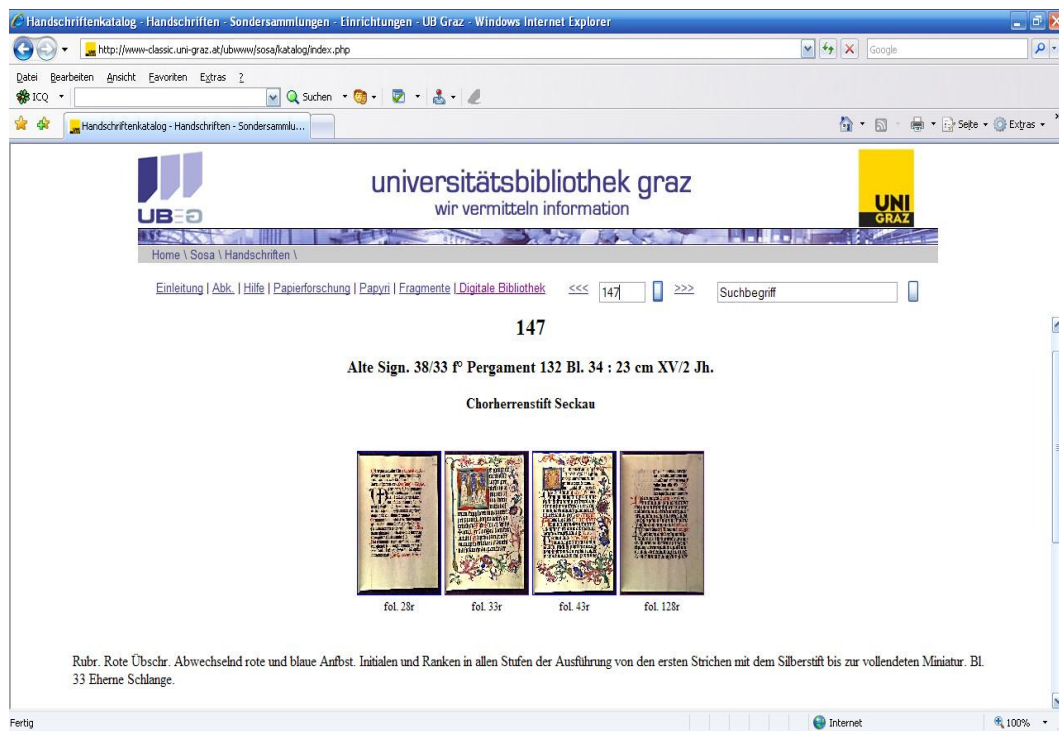 Handschriftenkatalog - Handschriften - Sondersammlungen - Einrichtungen - UB Graz - Windows Internet Explorer
http://www-classic.uni-graz.at/ubwww/sosa/katalog/index.php
Google
Datei Bearbeiten Ansicht Favoriten Extras ?
ICQ Suchen
Handschriftenkatalog - Handschriften - Sondersammlu...
Seite Extras
universitätsbibliothek graz
wir vermitteln information
UB
UNI
GRAZ
Home \ Sosa \ Handschriften \
Einleitung | Abk. | Hilfe | Papierforschung | Papyri | Fragmente | Digitale Bibliothek <<< 147 >>> Suchbegriff
147
Alte Sign. 38/33 f° Pergament 132 Bl. 34 : 23 cm XV/2 Jh.
Chorherrenstift Seckau
fol. 28r fol. 33r fol. 43r fol. 128r
Rubr. Rote Übschr. Abwechselnd rote und blaue Anfbst. Initialen und Ranken in allen Stufen der Ausführung von den ersten Strichen mit dem Silberstift bis zur vollendeten Miniatur. Bl.
33 Eherne Schlange.
Fertig Internet 100%